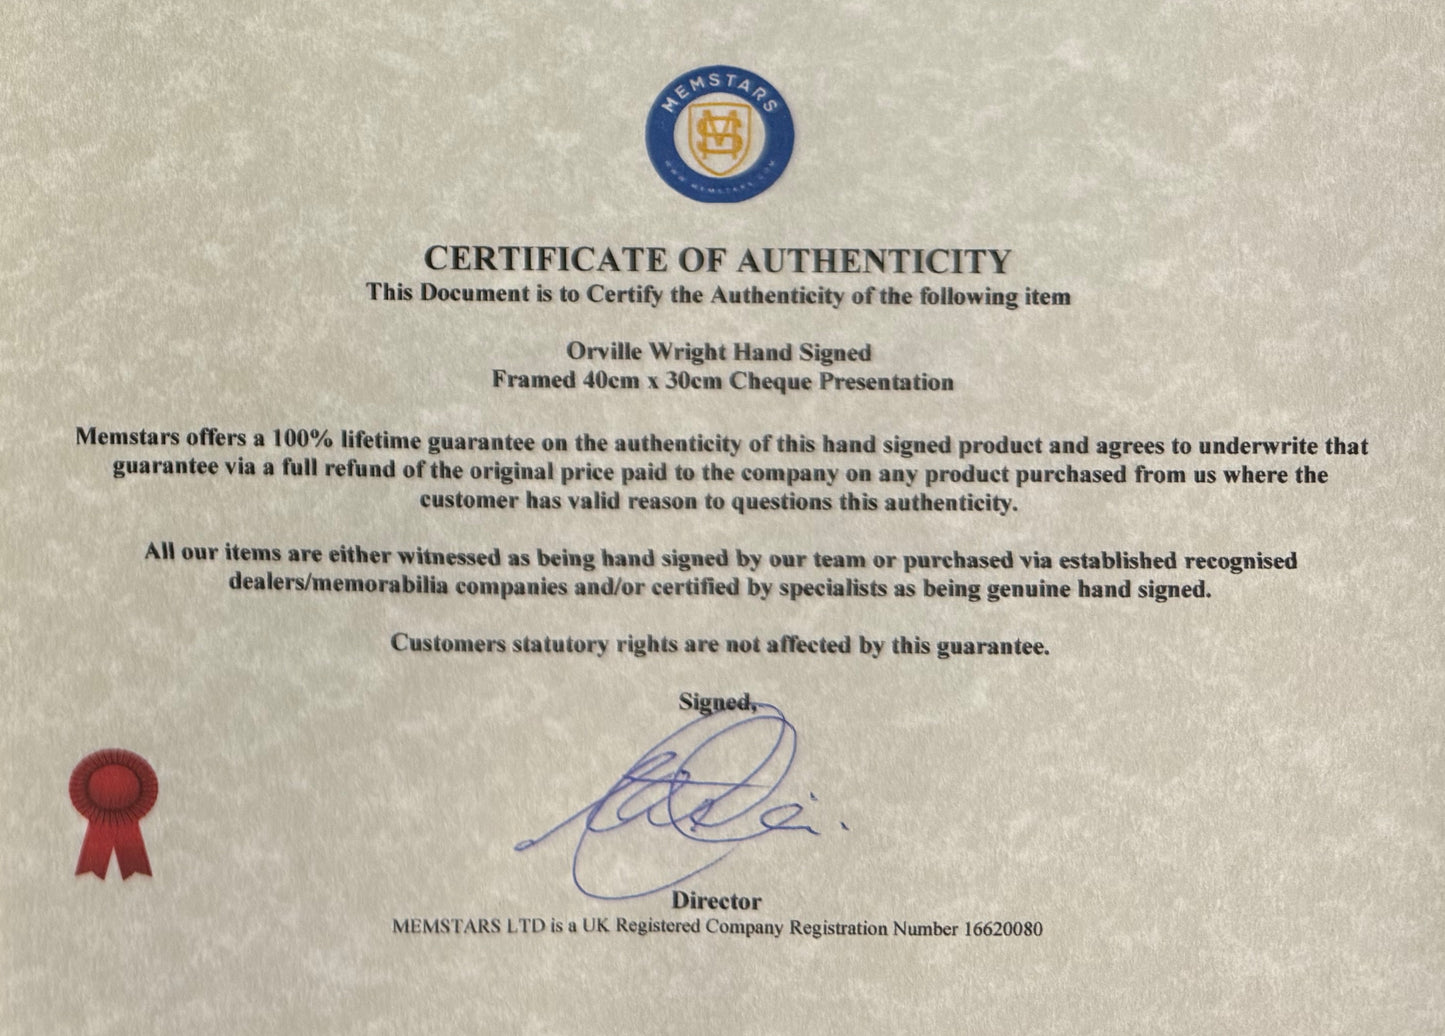 MEMSTARS
WWW.MEMSTARS.COM
CERTIFICATE OF AUTHENTICITY
This Document is to Certify the Authenticity of the following item
Orville Wright Hand Signed
Framed 40cm x 30cm Cheque Presentation
Memstars offers a 100% lifetime guarantee on the authenticity of this hand signed product and agrees to underwrite that
guarantee via a full refund of the original price paid to the company on any product purchased from us where the
customer has valid reason to questions this authenticity.
All our items are either witnessed as being hand signed by our team or purchased via established recognised
dealers/memorabilia companies and/or certified by specialists as being genuine hand signed.
Customers statutory rights are not affected by this guarantee.
Signed,
Director
MEMSTARS LTD is a UK Registered Company Registration Number 16620080